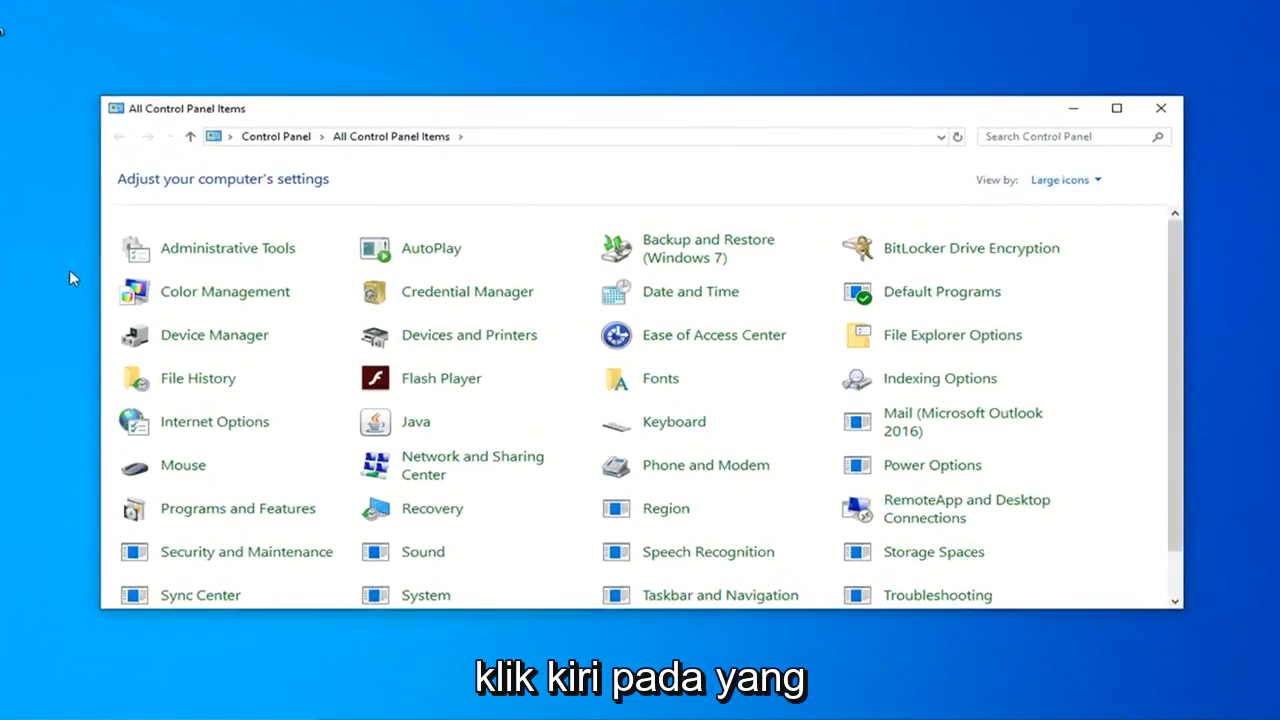 All Control Panel Items
Control Panel > All Control Panel Items >
Search Control Panel
Adjust your computer's settings
View by: Large icons
Administrative Tools
AutoPlay
Backup and Restore
(Windows 7)
BitLocker Drive Encryption
Color Management
Credential Manager
Date and Time
Default Programs
Device Manager
Devices and Printers
Ease of Access Center
File Explorer Options
File History
Flash Player
Fonts
Indexing Options
Internet Options
Java
Keyboard
Mail (Microsoft Outlook
2016)
Mouse
Network and Sharing
Center
Phone and Modem
Power Options
Programs and Features
Recovery
Region
RemoteApp and Desktop
Connections
Security and Maintenance
Sound
Speech Recognition
Storage Spaces
Sync Center
System
Taskbar and Navigation
Troubleshooting
klik kiri pada yang